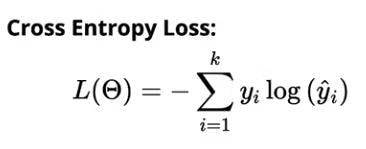 Cross Entropy Loss:
L(Θ) = − ∑_{i=1}^{k} y_i log (ŷ_i)